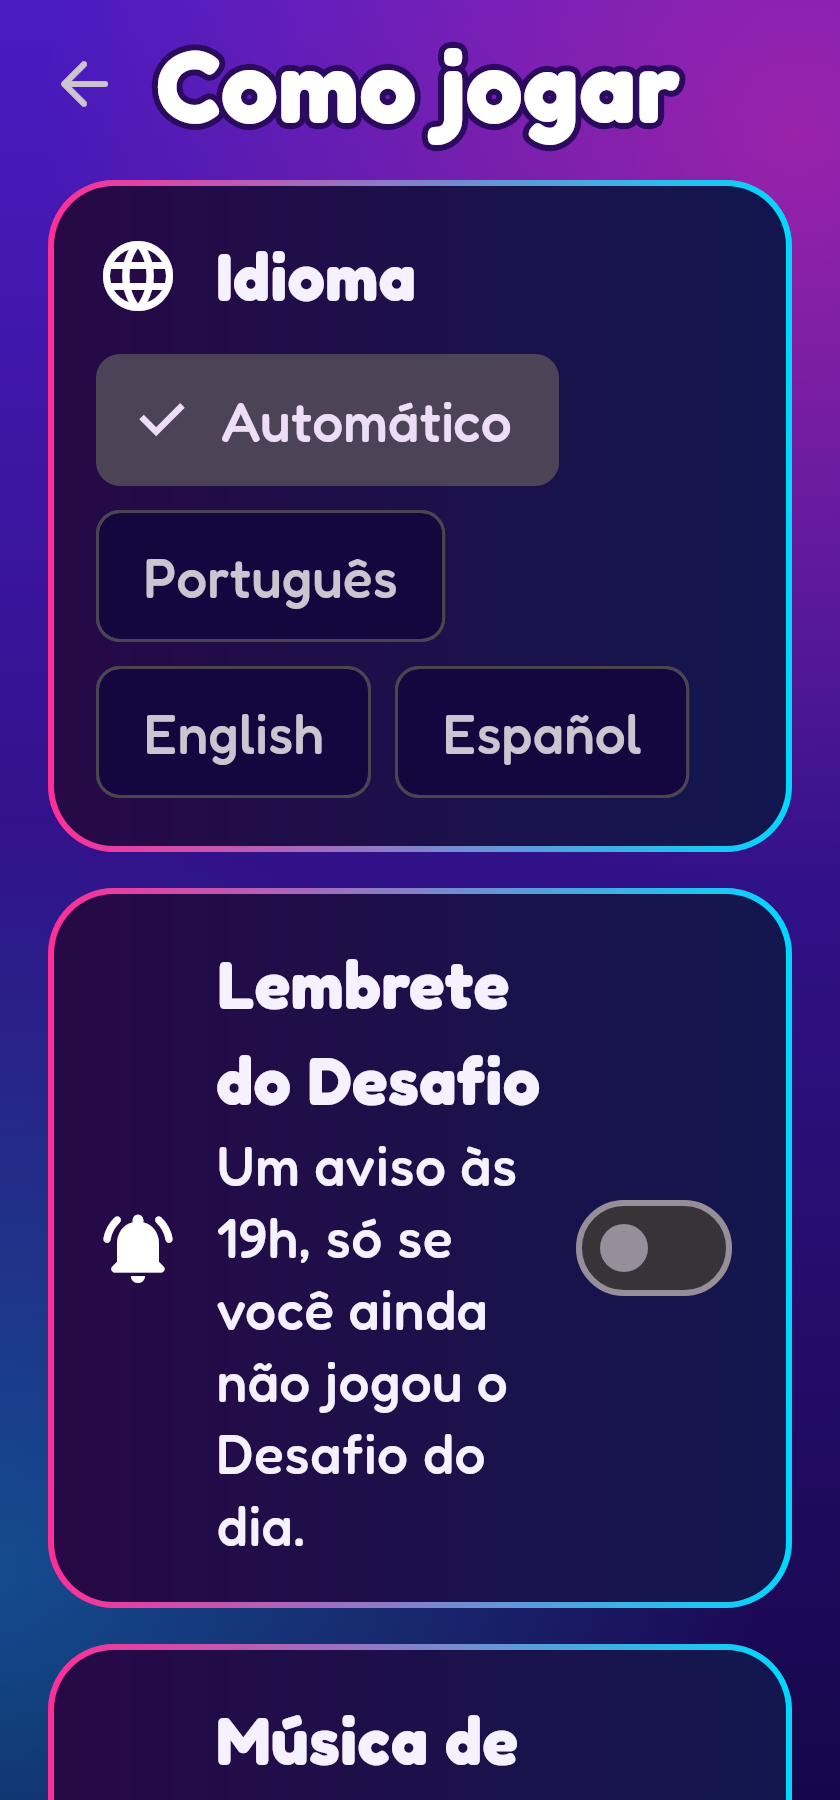 Como jogar
Idioma
Automático
Português
English
Español
Lembrete
do Desafio
Um aviso às
19h, só se
você ainda
não jogou o
Desafio do
dia.
Música de